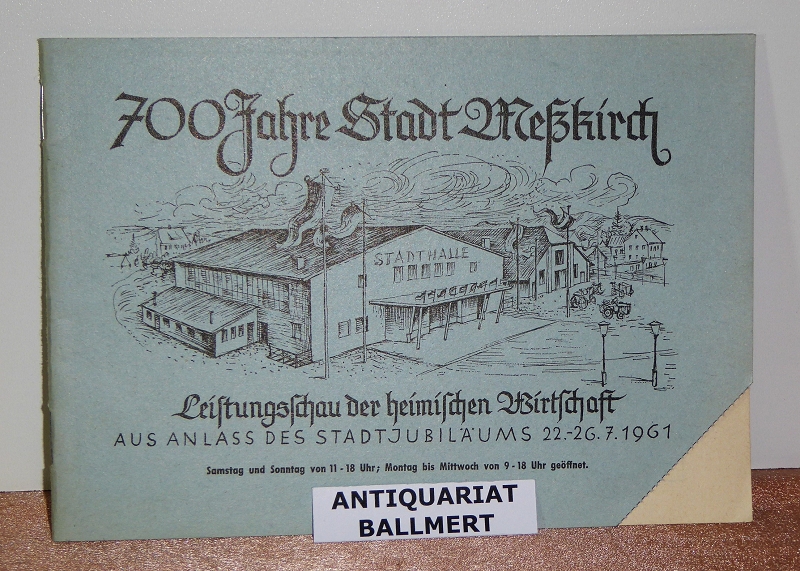 700 Jahre Stadt Meßkirch
STADTHALLE
Leistungsschau der heimischen Wirtschaft
AUS ANLASS DES STADTJUBILÄUMS 22.-26.7.1961
Samstag und Sonntag von 11 - 18 Uhr; Montag bis Mittwoch von 9 - 18 Uhr geöffnet.
ANTIQUARIAT
BALLMERT